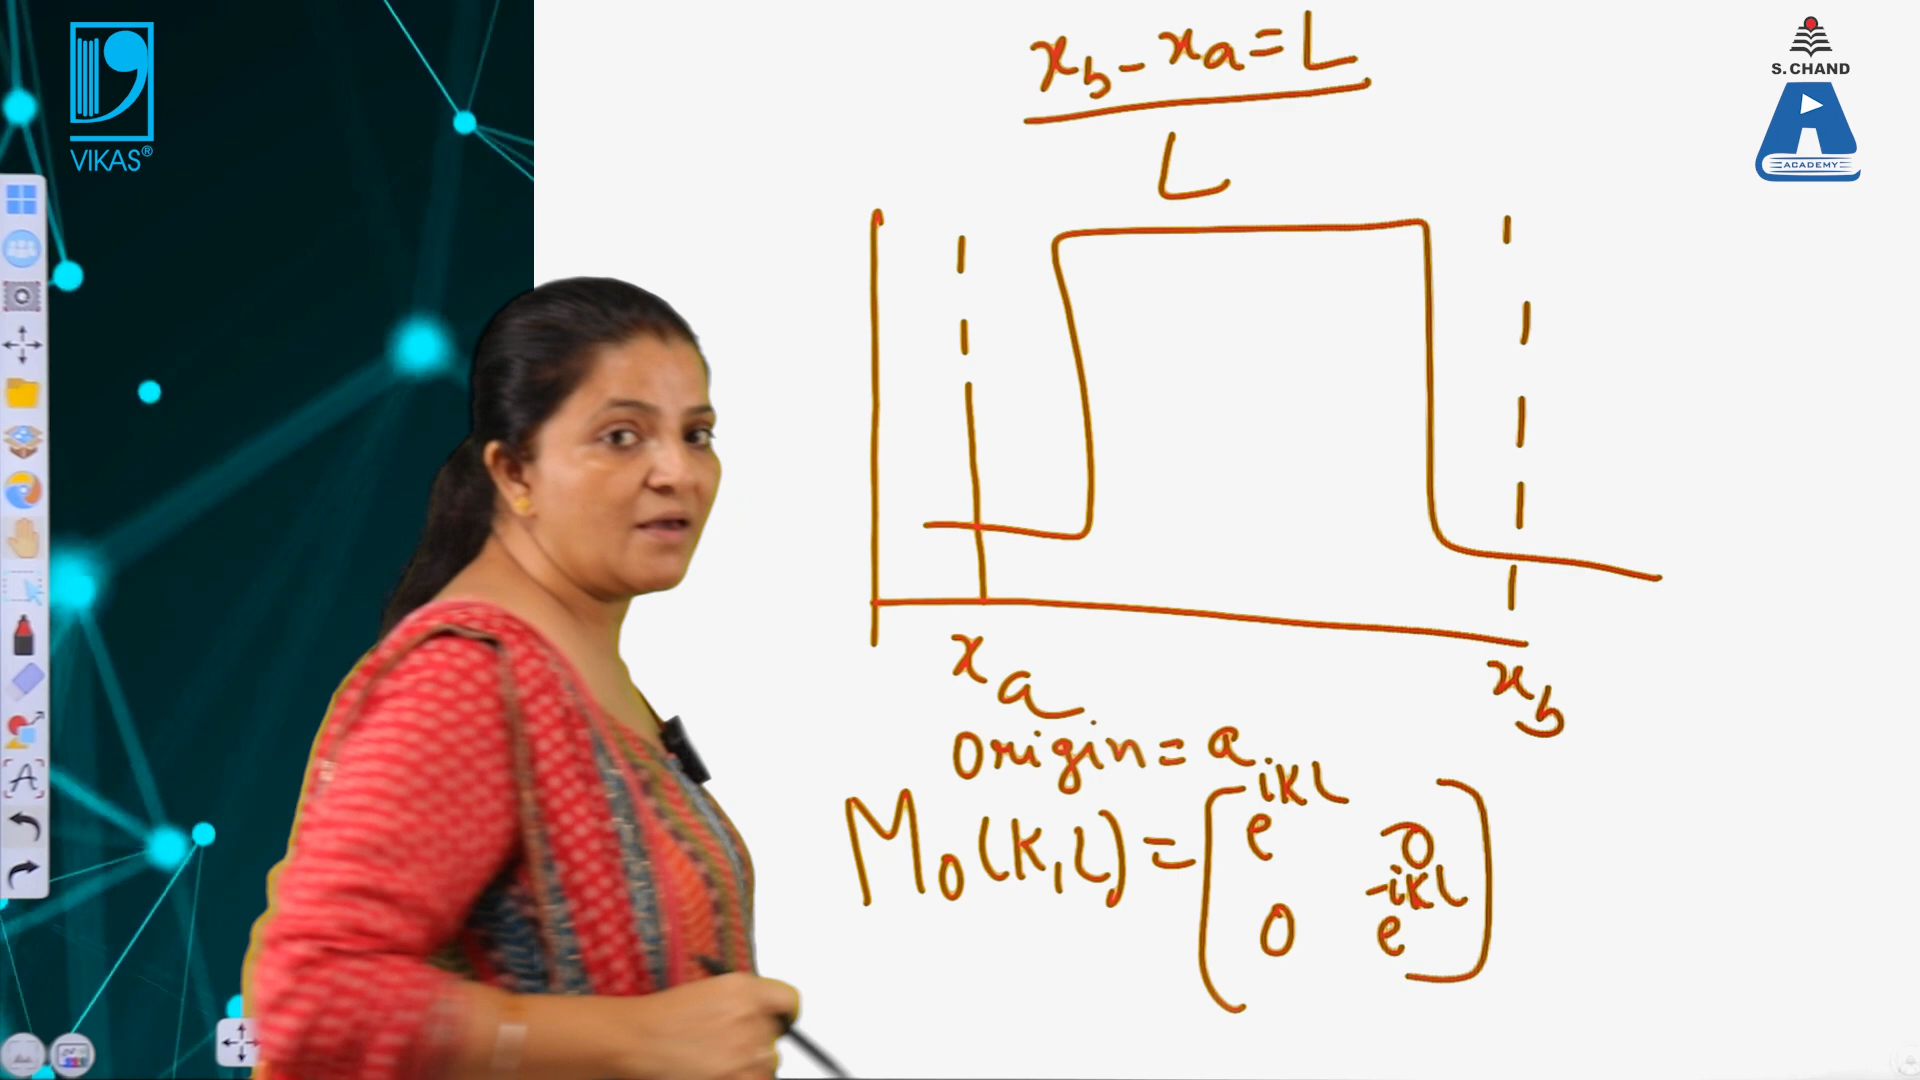 VIKAS®
S. CHAND
ACADEMY
x_b - x_a = L
L
x_a
x_b
origin = a
M_0(k,L) = [e^{ikL} 0
0 e^{-ikL}]